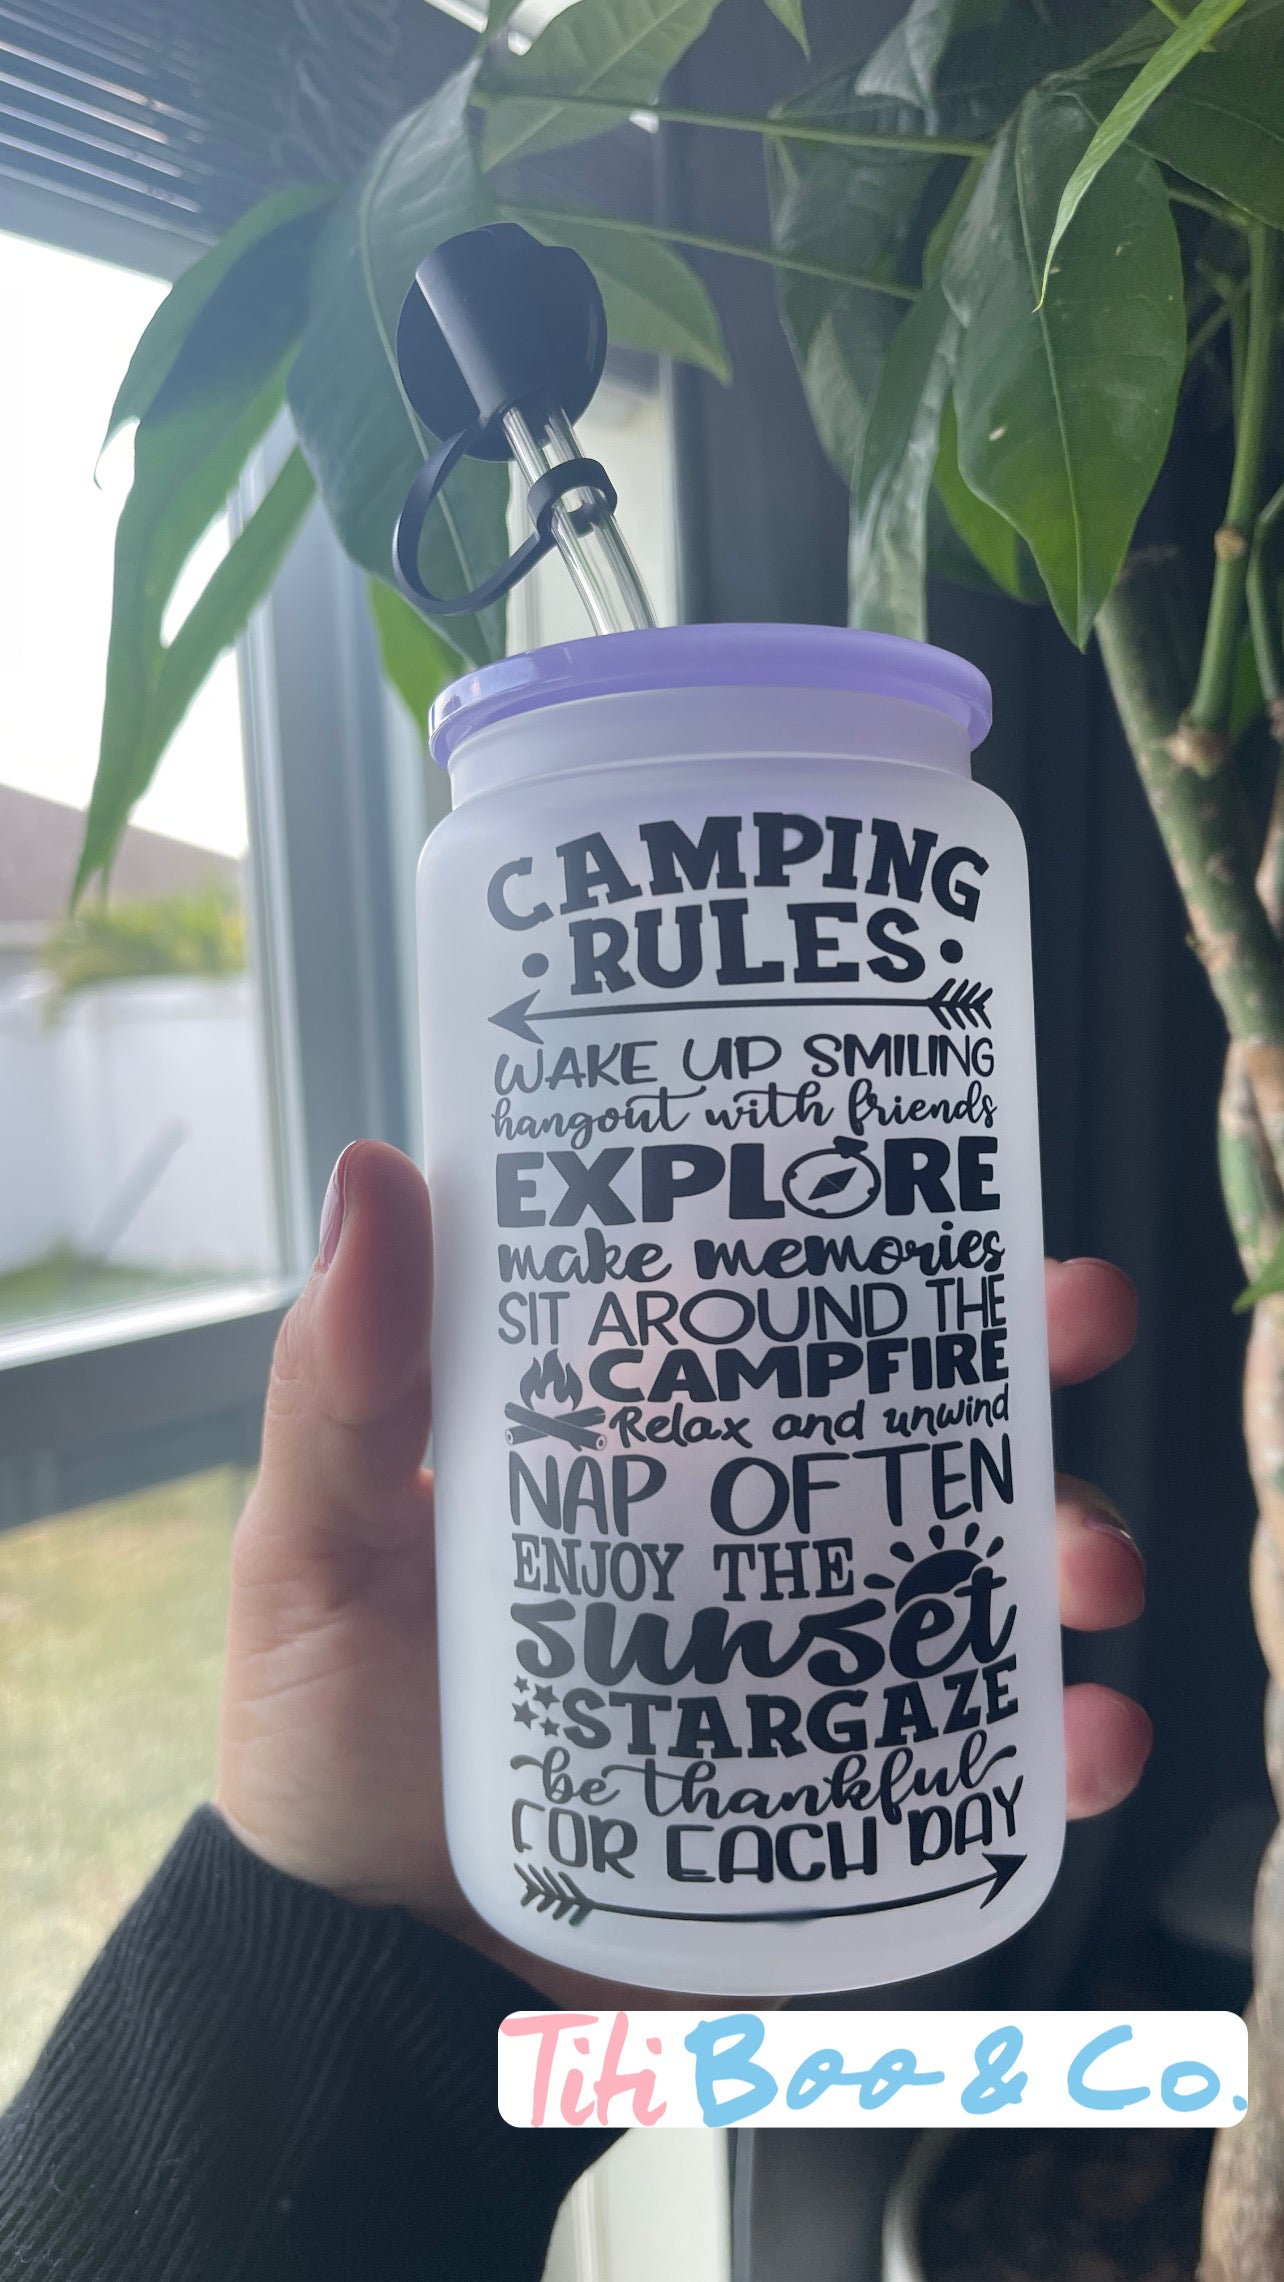 CAMPING
• RULES •
WAKE UP SMILING
hangout with friends
EXPLORE
make memories
SIT AROUND THE
CAMPFIRE
Relax and unwind
NAP OFTEN
ENJOY THE
sunset
STARGAZE
be thankful
FOR EACH DAY
Titi Boo & Co.